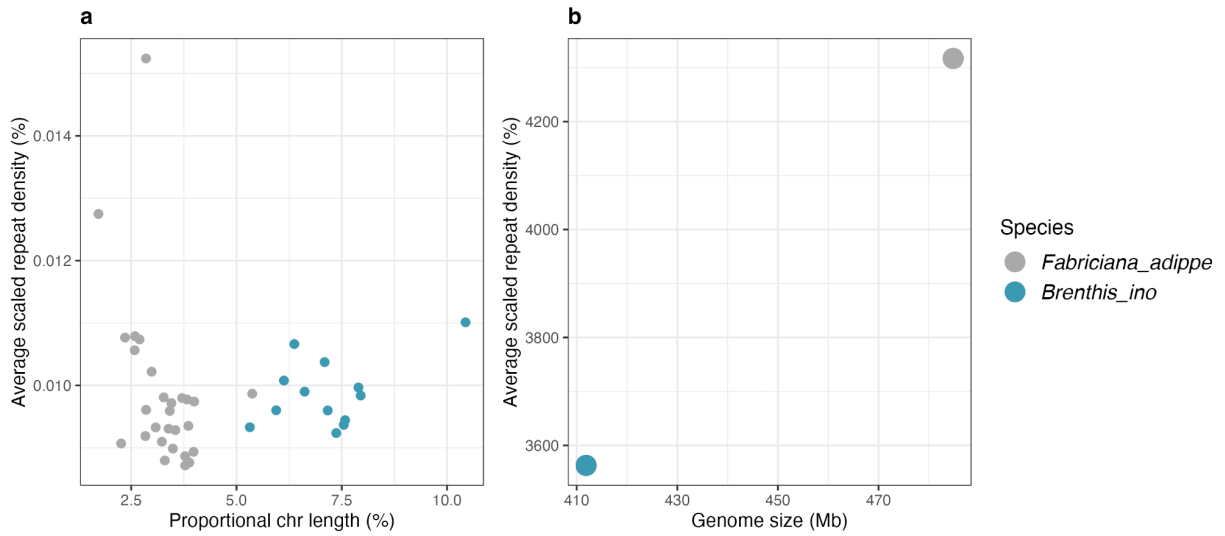 a
b
Average scaled repeat density (%)
0.014
0.012
0.010
2.5
5.0
7.5
10.0
Proportional chr length (%)
Average scaled repeat density (%)
4200
4000
3800
3600
410
430
450
470
Genome size (Mb)
Species
Fabriciana_adippe
Brenthis_ino